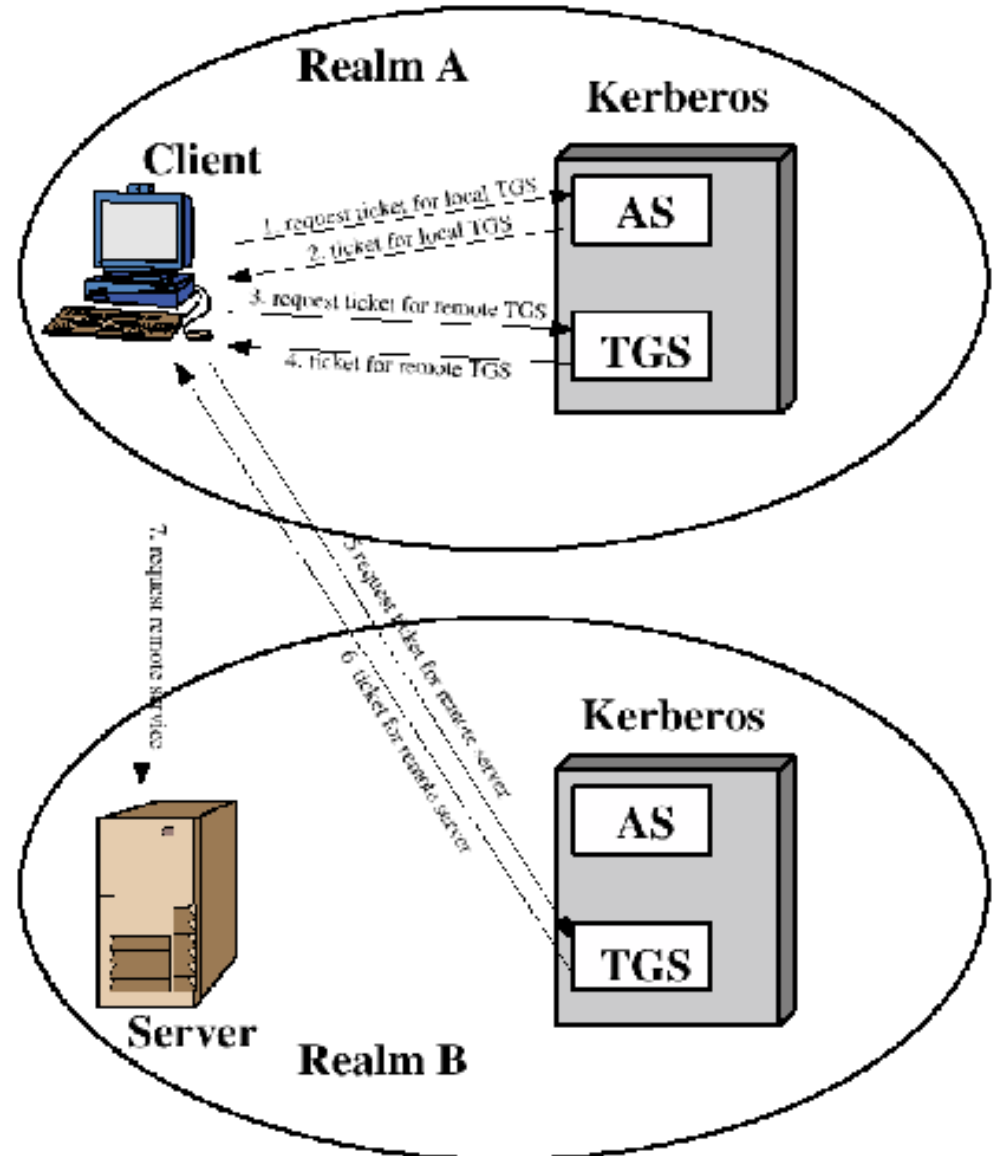 Realm A
Kerberos
Client
AS
1. request ticket for local TGS
2. ticket for local TGS
3. request ticket for remote TGS
TGS
4. ticket for remote TGS
7. request remote service
5 request ticket for remote server
6. ticket for remote server
Kerberos
AS
TGS
Server
Realm B